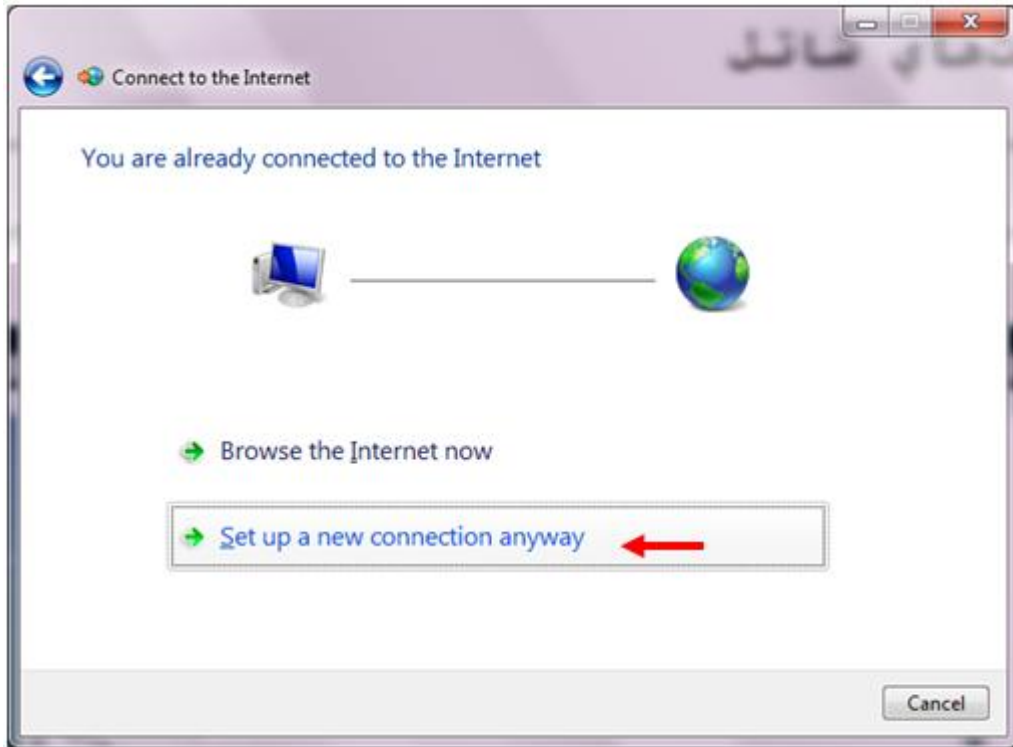 Connect to the Internet
You are already connected to the Internet
Browse the Internet now
Set up a new connection anyway
Cancel